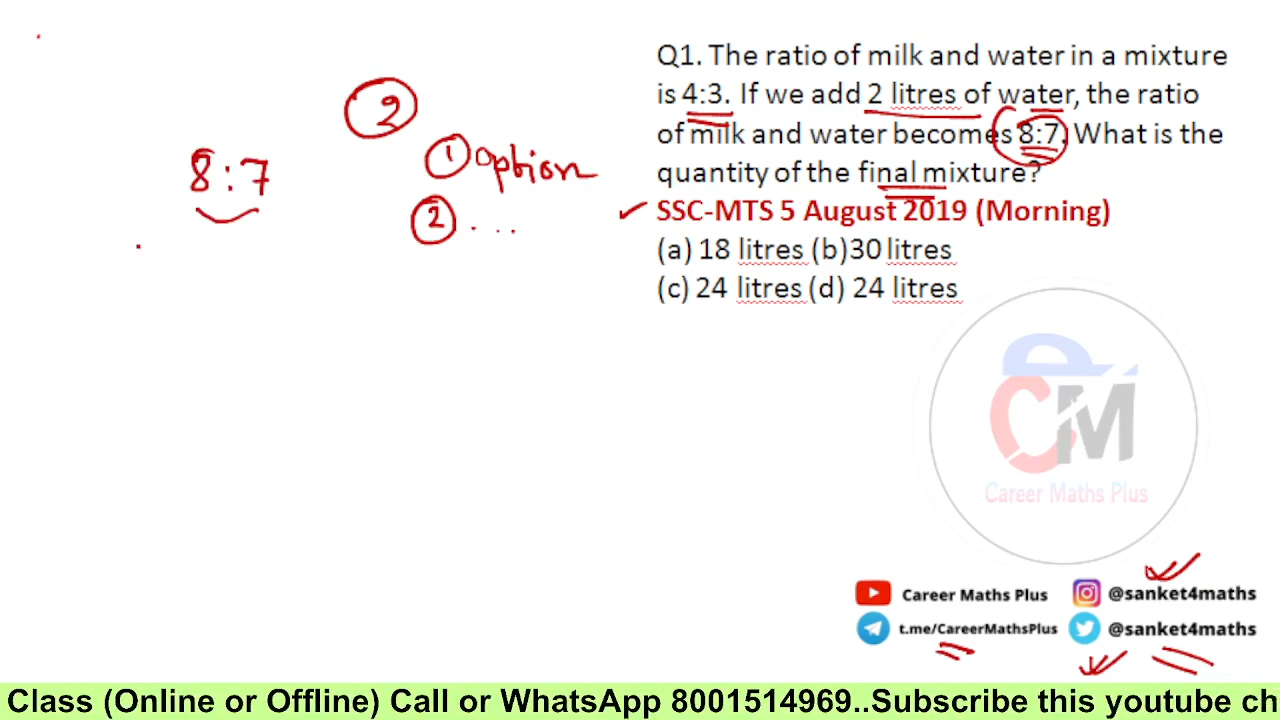 2
8:7
① option
② ...
Q1. The ratio of milk and water in a mixture
is 4:3. If we add 2 litres of water, the ratio
of milk and water becomes 8:7. What is the
quantity of the final mixture?
SSC-MTS 5 August 2019 (Morning)
(a) 18 litres (b)30 litres
(c) 24 litres (d) 24 litres
CM
Career Maths Plus
Career Maths Plus @sanket4maths
t.me/CareerMathsPlus @sanket4maths
Class (Online or Offline) Call or WhatsApp 8001514969..Subscribe this youtube ch